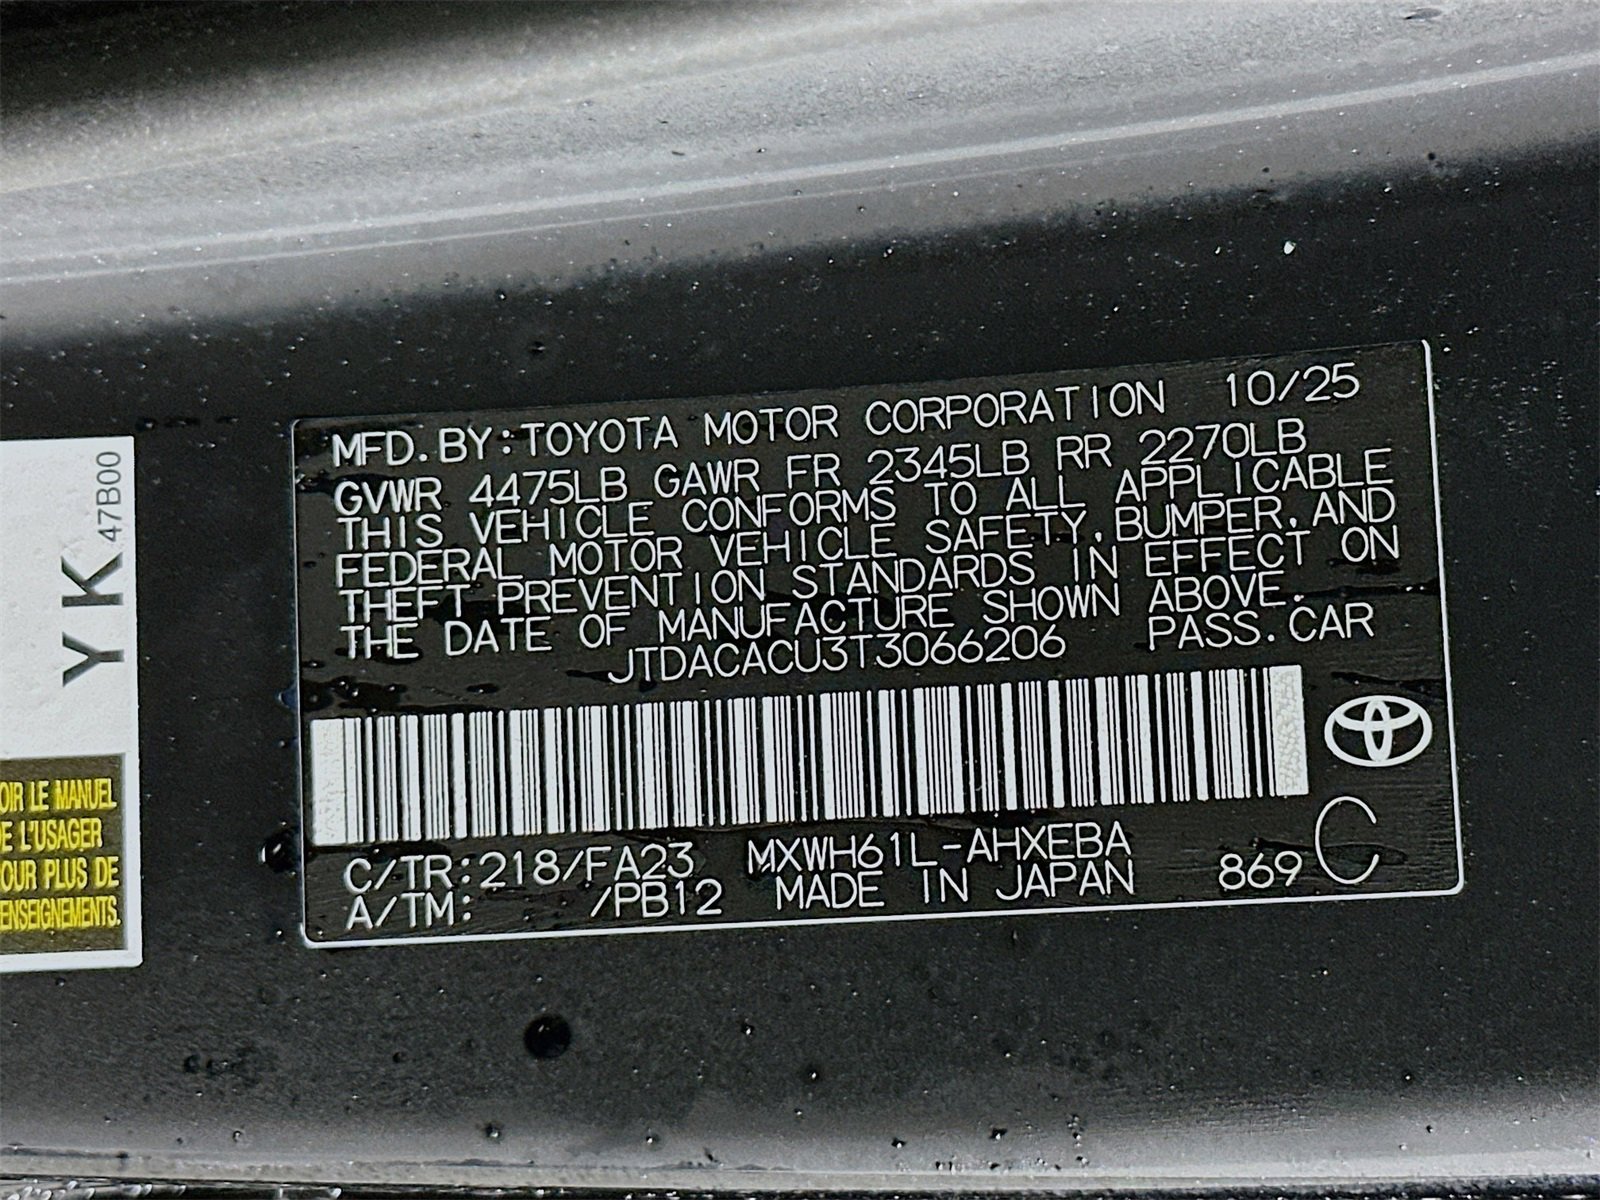 MFD.BY:TOYOTA MOTOR CORPORATION 10/25
GVWR 4475LB GAWR FR 2345LB RR 2270LB
THIS VEHICLE CONFORMS TO ALL APPLICABLE
FEDERAL MOTOR VEHICLE SAFETY,BUMPER,AND
THEFT PREVENTION STANDARDS IN EFFECT ON
THE DATE OF MANUFACTURE SHOWN ABOVE.
JTDACACU3T3066206 PASS.CAR
C/TR:218/FA23 MXWH61L-AHXEBA
A/TM: /PB12 MADE IN JAPAN 869 C
YK 47B00
OIR LE MANUEL
E L'USAGER
OUR PLUS DE
ENSEIGNEMENTS.